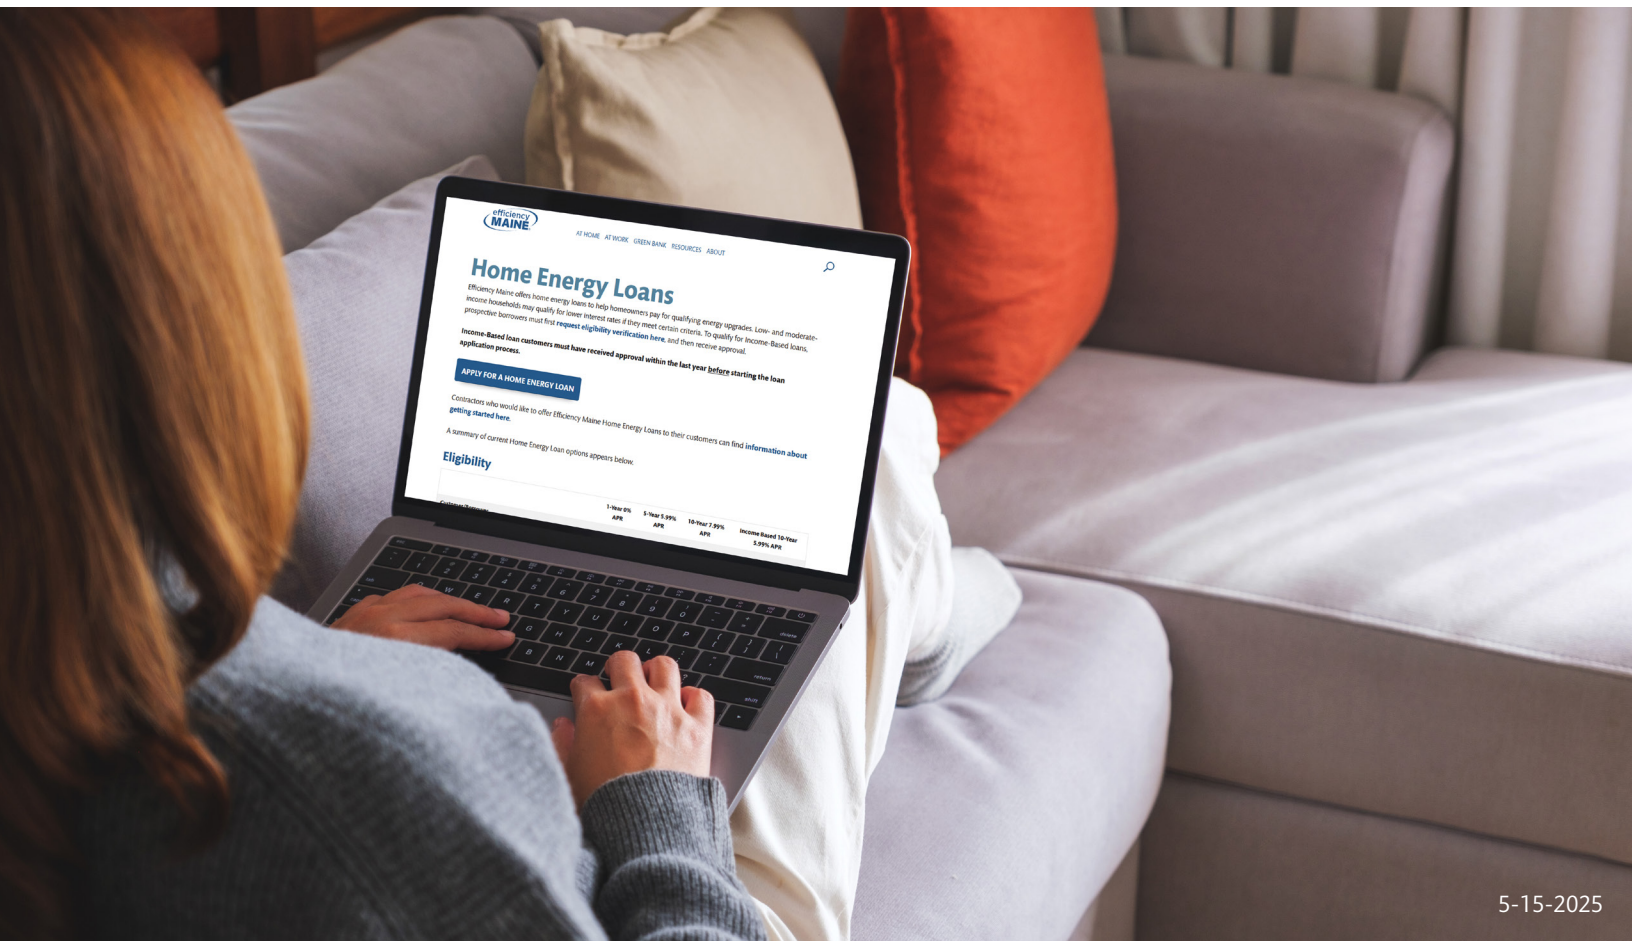 efficiency
MAINE
AT HOME AT WORK GREEN BANK RESOURCES ABOUT
Home Energy Loans
Efficiency Maine offers home energy loans to help homeowners pay for qualifying energy upgrades. Low- and moderate-
income households may qualify for lower interest rates if they meet certain criteria. To qualify for Income-Based loans,
prospective borrowers must first request eligibility verification here, and then receive approval.
Income-Based loan customers must have received approval within the last year before starting the loan
application process.
APPLY FOR A HOME ENERGY LOAN
Contractors who would like to offer Efficiency Maine Home Energy Loans to their customers can find information about
getting started here.
A summary of current Home Energy Loan options appears below.
Eligibility
1-Year 0% APR
5-Year 5.99% APR
10-Year 7.99% APR
Income Based 10-Year 5.99% APR
W E R T Y U I O P
G H J K L
B N M
delete
return
shift
5-15-2025